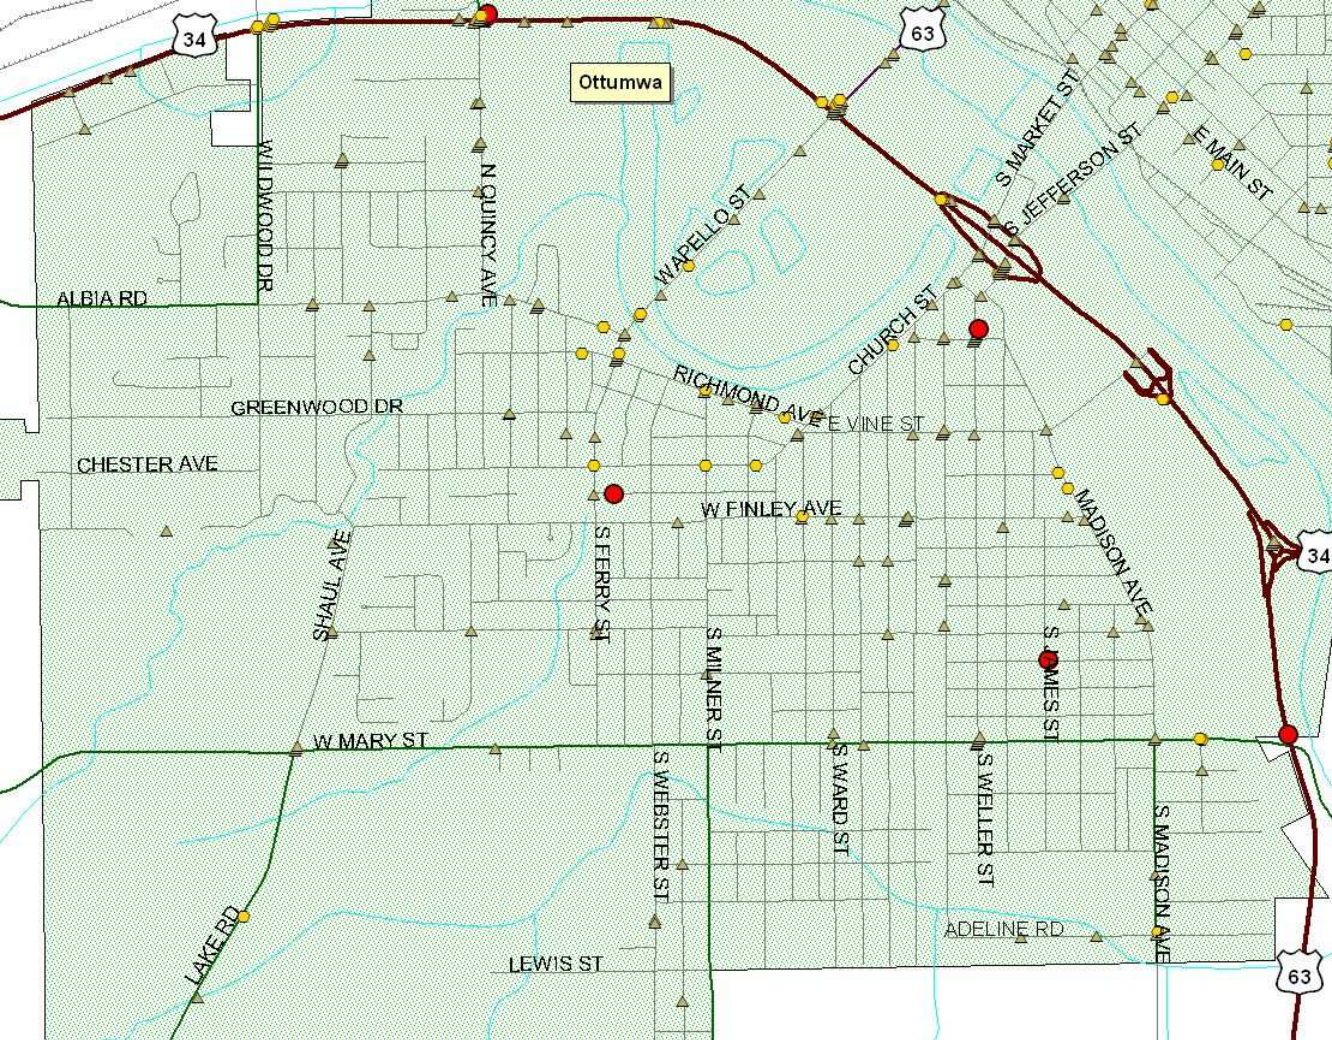 34
63
Ottumwa
S MARKET ST
S JEFFERSON ST
E MAIN ST
WILDWOOD DR
N QUINCY AVE
WAPELLO ST
ALBIA RD
CHURCH ST
RICHMOND AVE
GREENWOOD DR
E VINE ST
CHESTER AVE
W FINLEY AVE
MADISON AVE
SHAUL AVE
S FERRY ST
34
S MILNER ST
S JAMES ST
W MARY ST
S WEBSTER ST
S WARD ST
S WELLER ST
S MADISON AVE
LAKE RD
ADELINE RD
LEWIS ST
63